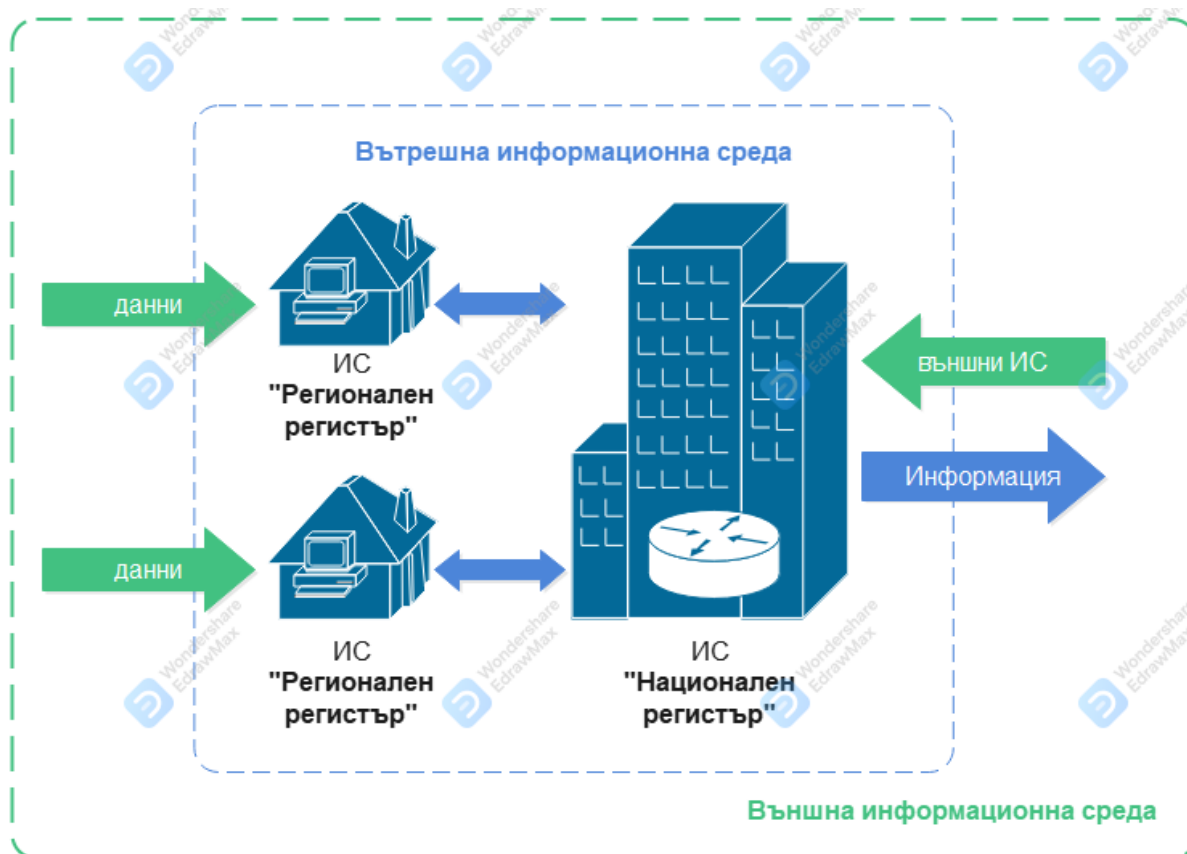 Вътрешна информационна среда
данни
ИС
"Регионален
регистър"
външни ИС
Информация
данни
ИС
"Регионален
регистър"
ИС
"Национален
регистър"
Външна информационна среда
Wondershare
EdrawMax